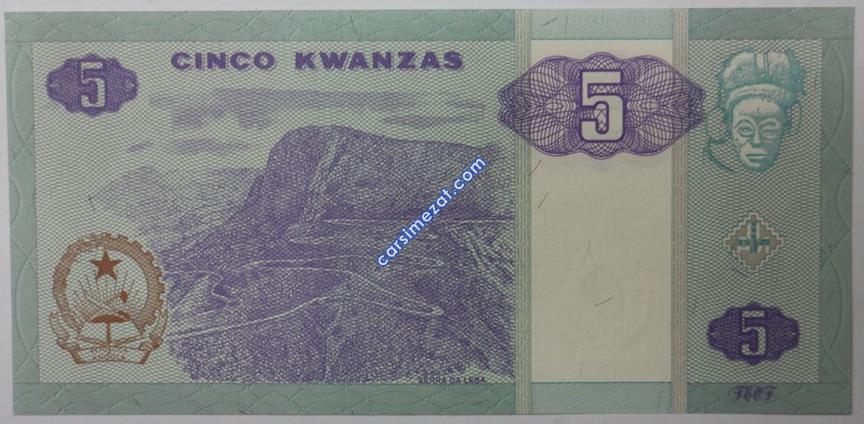 CINCO KWANZAS
5
5
carsimezat.com
5
SERRA DA LEBA